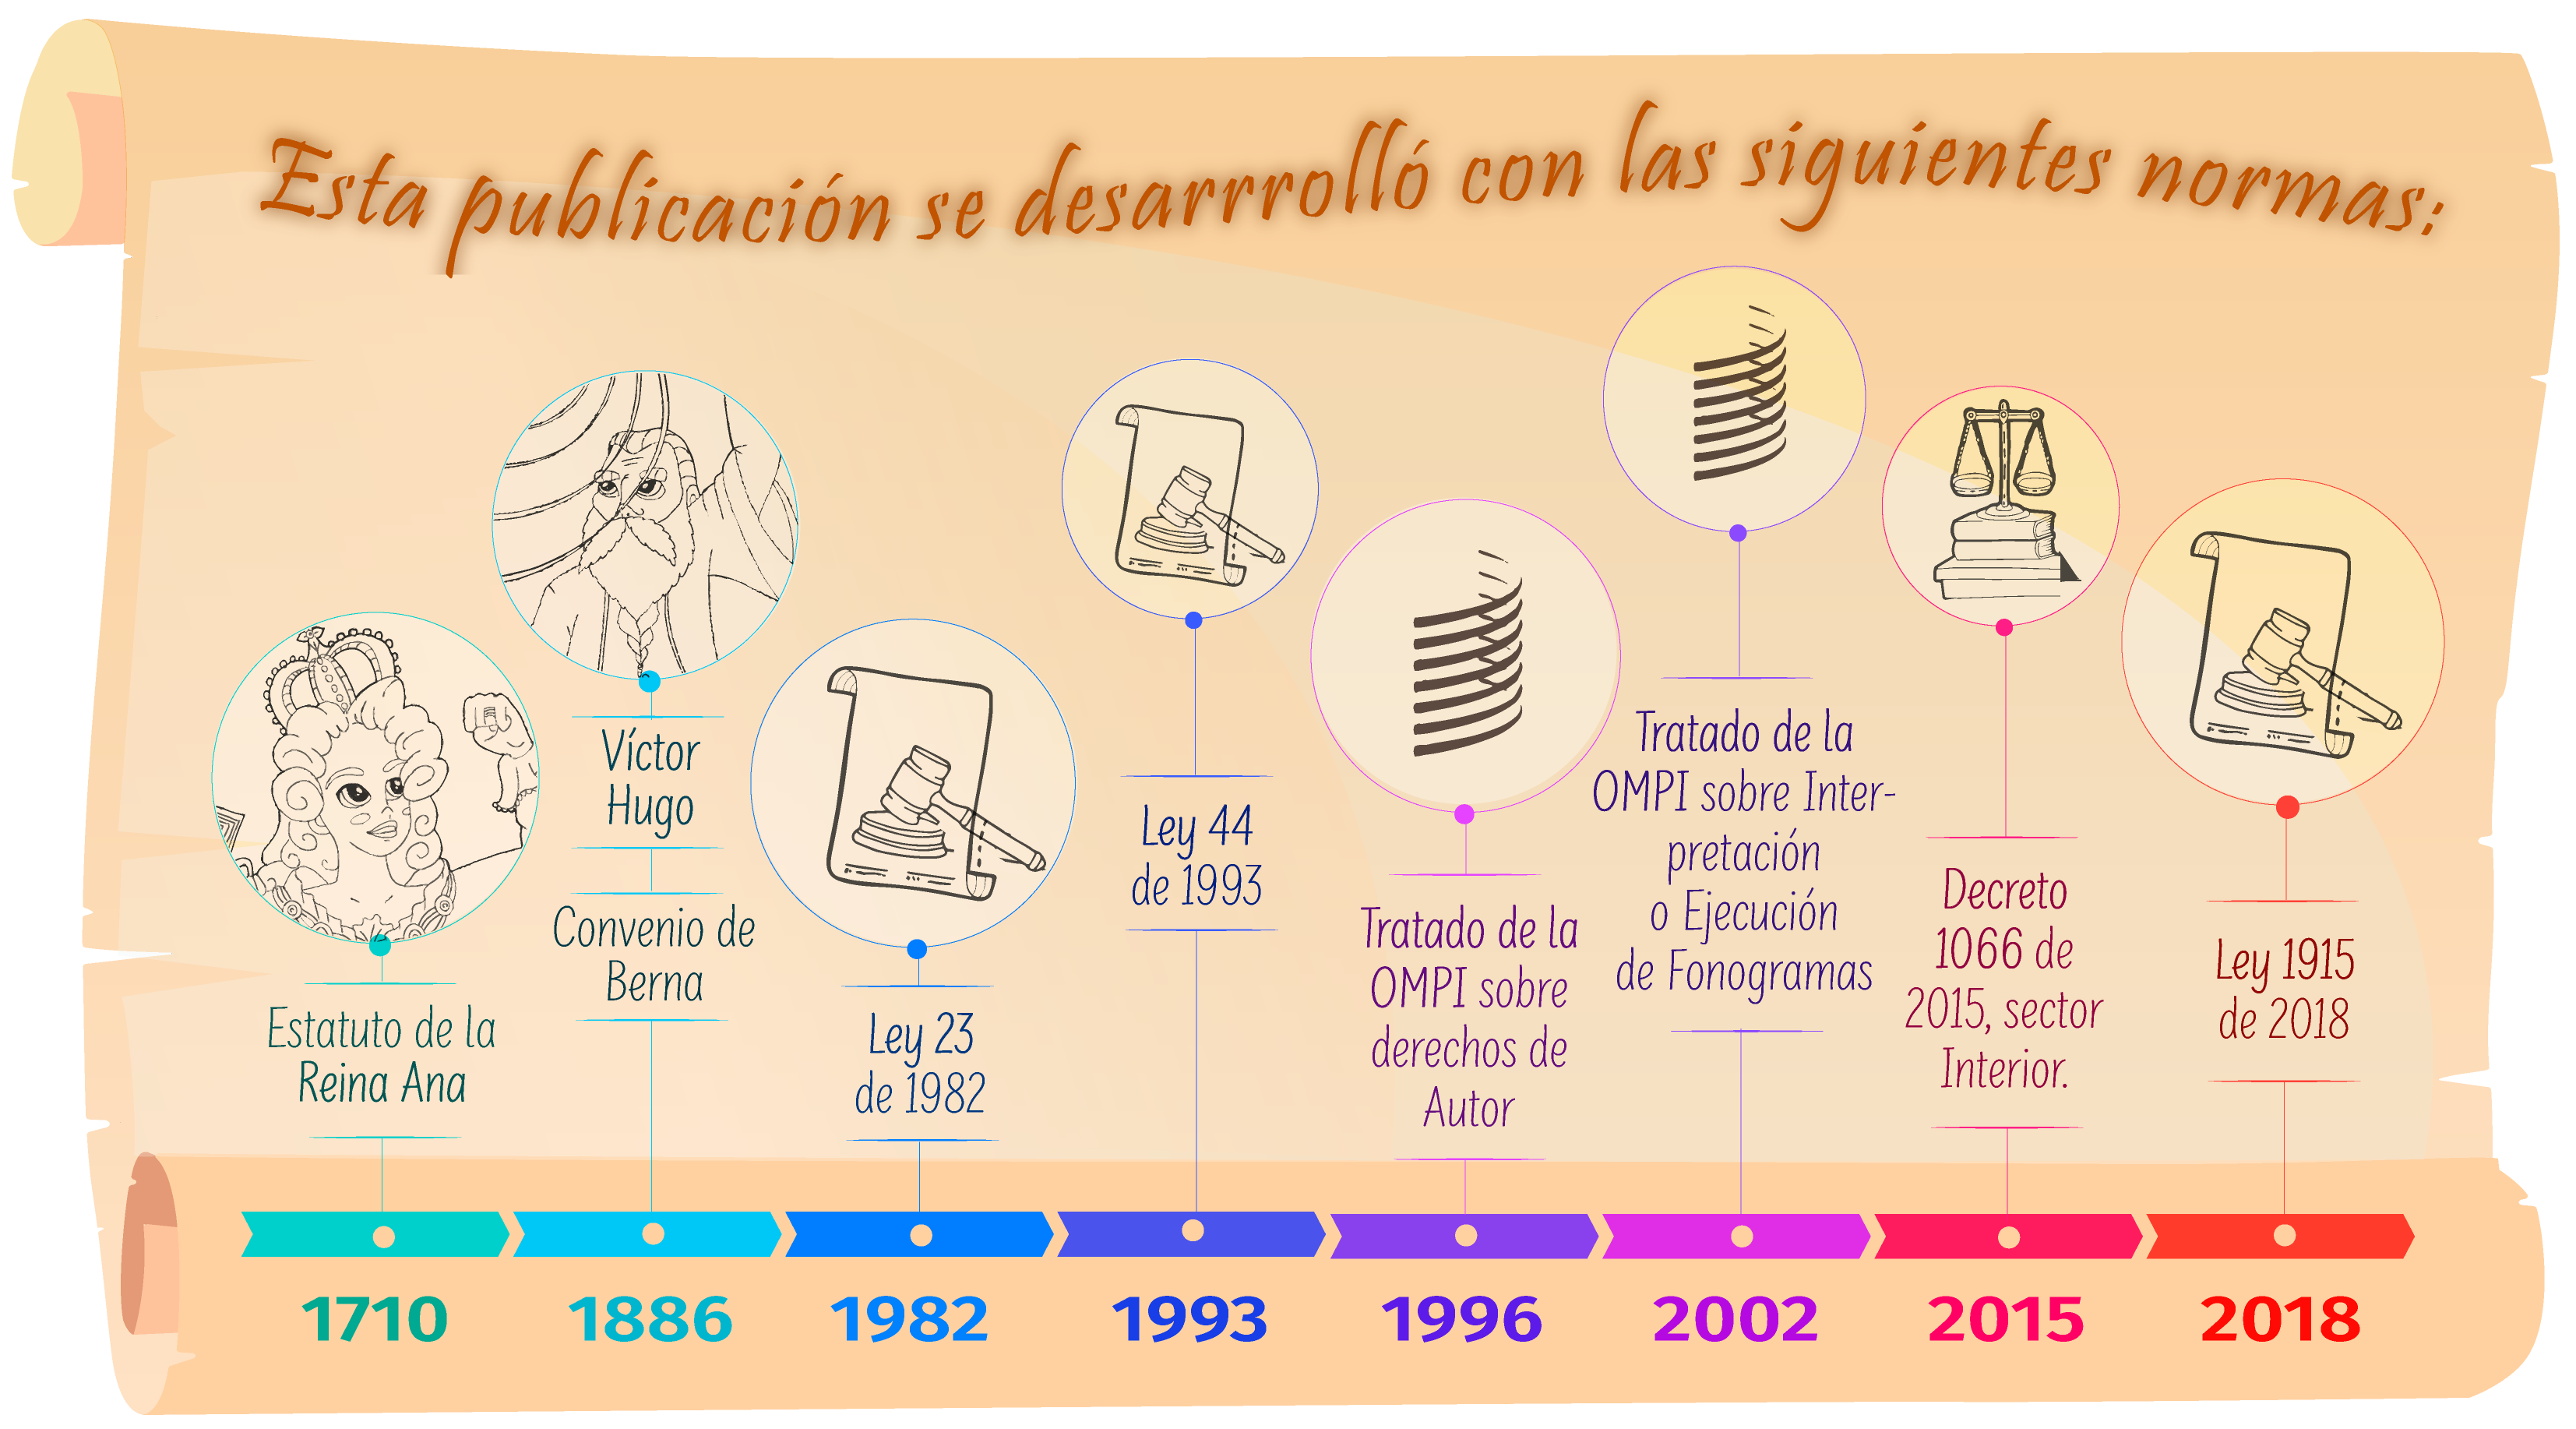 Esta publicación se desarrrolló con las siguientes normas:
Estatuto de la
Reina Ana
Víctor
Hugo
Convenio de
Berna
Ley 23
de 1982
Ley 44
de 1993
Tratado de la
OMPI sobre
derechos de
Autor
Tratado de la
OMPI sobre Inter-
pretación
o Ejecución
de Fonogramas
Decreto
1066 de
2015, sector
Interior.
Ley 1915
de 2018
1710
1886
1982
1993
1996
2002
2015
2018